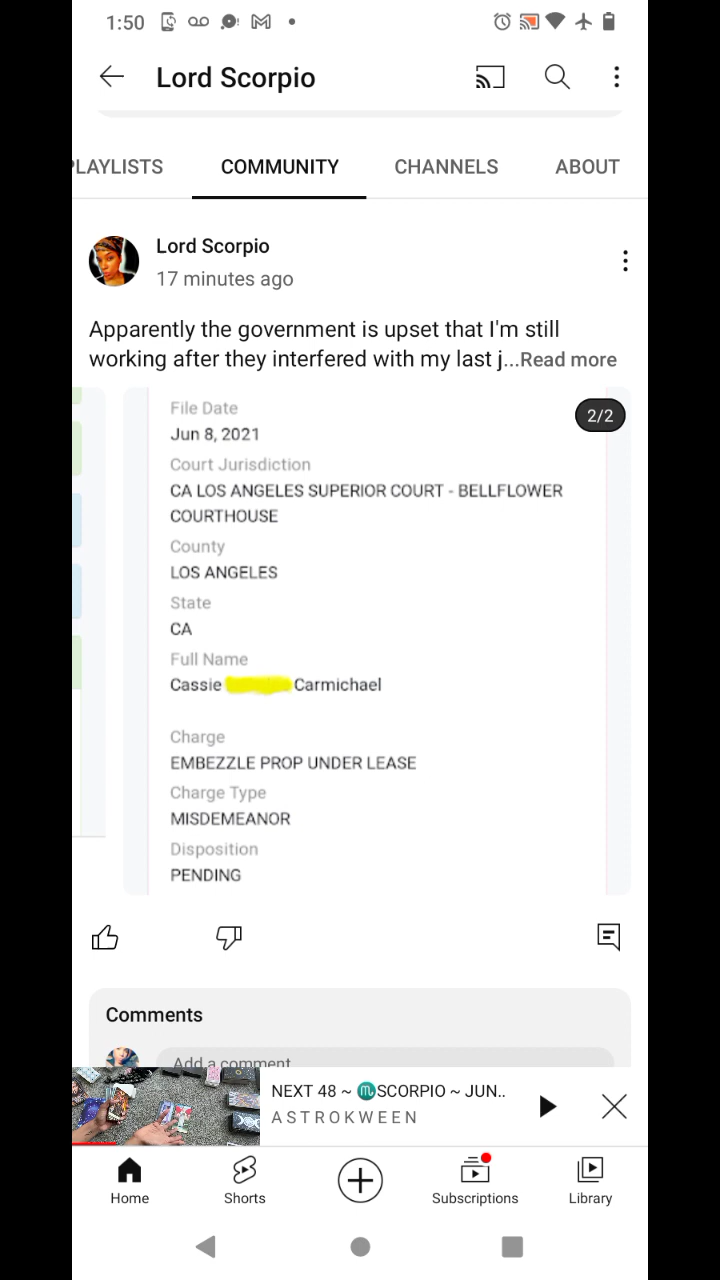 1:50
Lord Scorpio
PLAYLISTS COMMUNITY CHANNELS ABOUT
Lord Scorpio
17 minutes ago
Apparently the government is upset that I'm still
working after they interfered with my last j...Read more
2/2
File Date
Jun 8, 2021
Court Jurisdiction
CA LOS ANGELES SUPERIOR COURT - BELLFLOWER
COURTHOUSE
County
LOS ANGELES
State
CA
Full Name
Cassie Carmichael
Charge
EMBEZZLE PROP UNDER LEASE
Charge Type
MISDEMEANOR
Disposition
PENDING
Comments
Add a comment
NEXT 48 ~ ♏SCORPIO ~ JUN..
ASTROKWEEN
Home Shorts Subscriptions Library